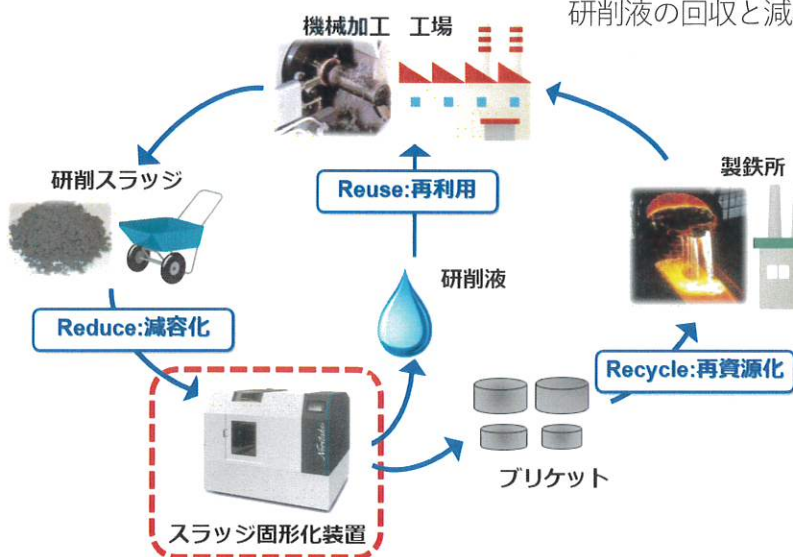 研削液の回収と減
機械加工 工場
研削スラッジ
Reuse:再利用
製鉄所
研削液
Reduce:減容化
Recycle:再資源化
Noritake
ブリケット
スラッジ固形化装置